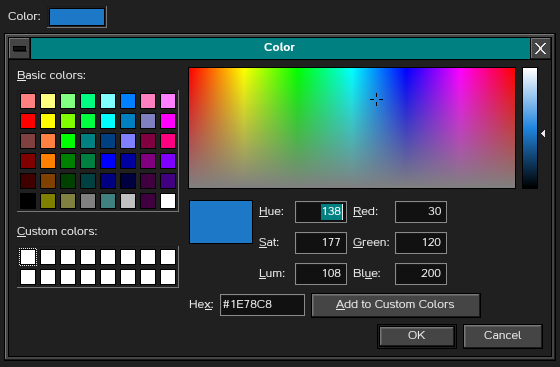 Color:
Color
Basic colors:
Custom colors:
Hue: 138 Red: 30
Sat: 177 Green: 120
Lum: 108 Blue: 200
Hex: #1E78C8 Add to Custom Colors
OK Cancel